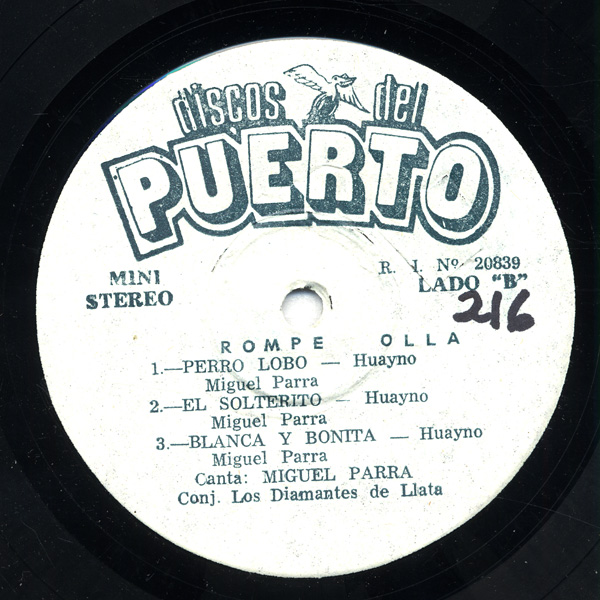 discos del
PUERTO
MINI
STEREO
R. I. Nº 20839
LADO "B"
216
ROMPE OLLA
1.—PERRO LOBO — Huayno
Miguel Parra
2.—EL SOLTERITO — Huayno
Miguel Parra
3.—BLANCA Y BONITA — Huayno
Miguel Parra
Canta: MIGUEL PARRA
Conj. Los Diamantes de Llata